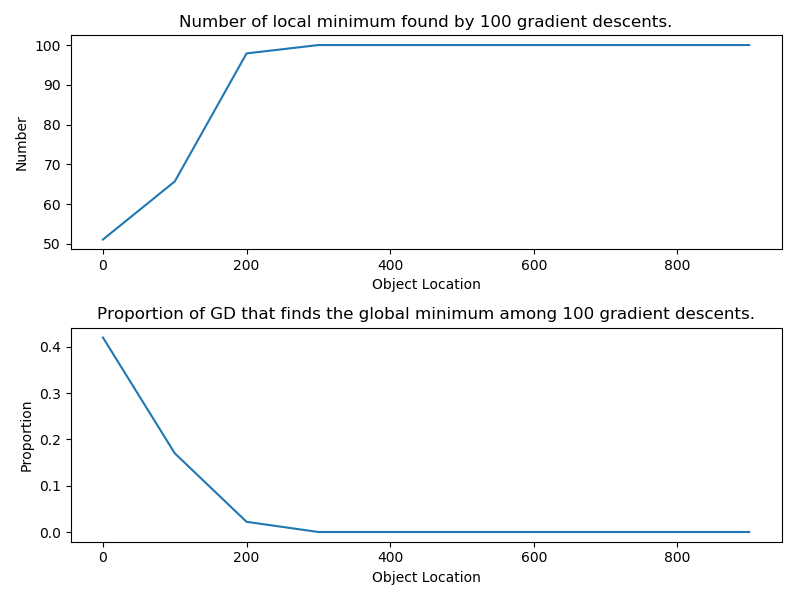 Number of local minimum found by 100 gradient descents.
100
90
80
70
60
50
Number
0 200 400 600 800
Object Location
Proportion of GD that finds the global minimum among 100 gradient descents.
0.4
0.3
0.2
0.1
0.0
Proportion
0 200 400 600 800
Object Location